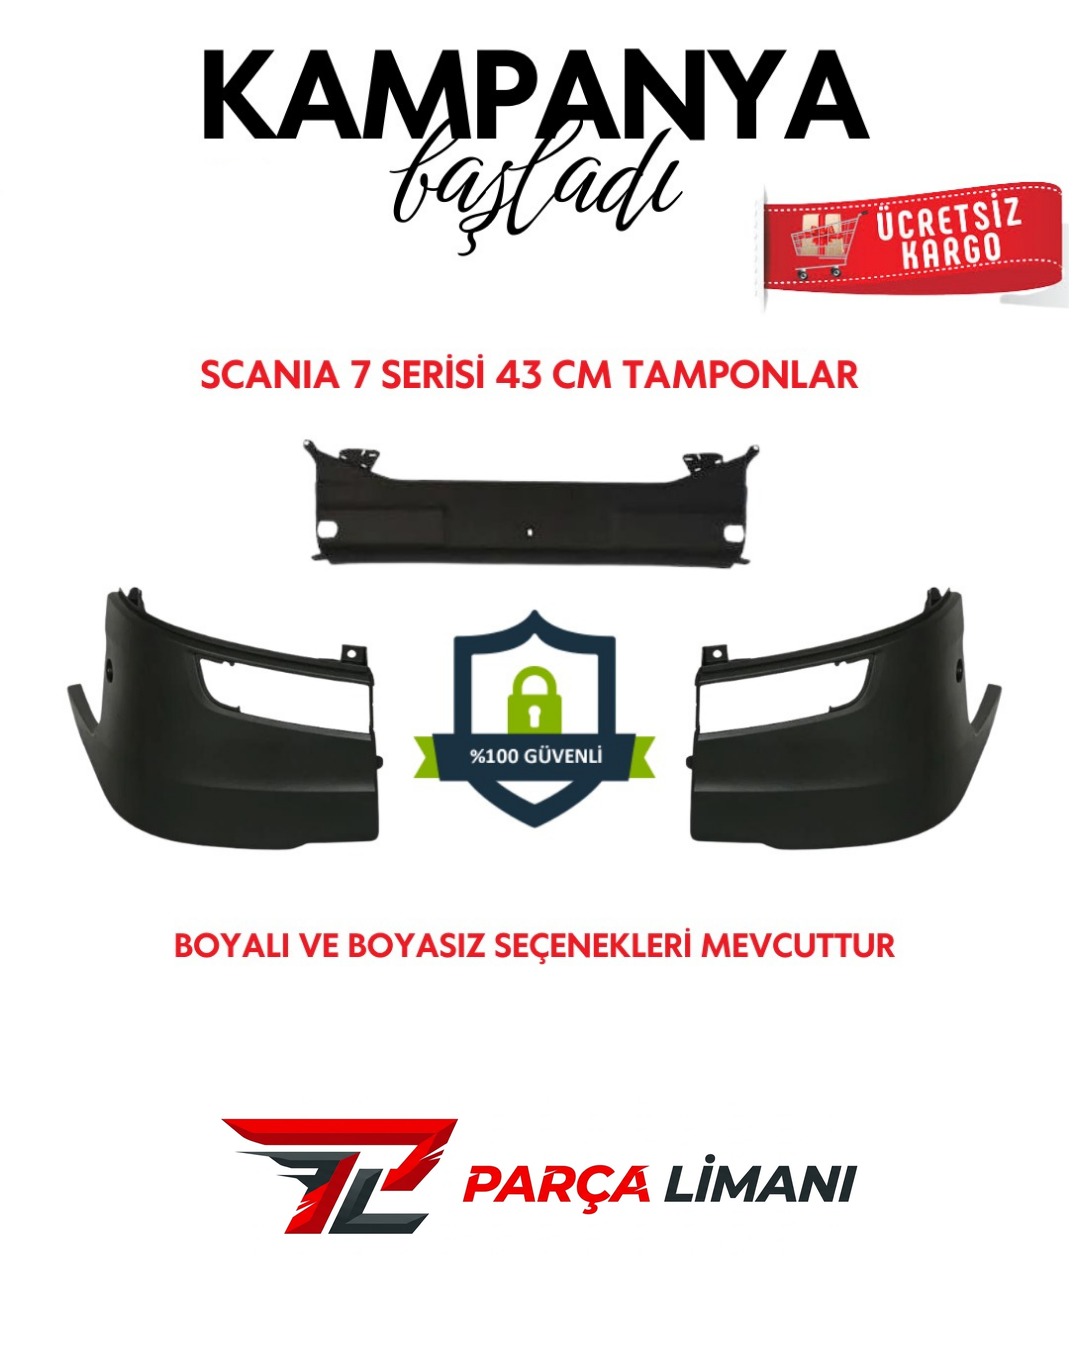 KAMPANYA
başladı
ÜCRETSİZ
KARGO
SCANIA 7 SERİSİ 43 CM TAMPONLAR
%100 GÜVENLİ
BOYALI VE BOYASIZ SEÇENEKLERİ MEVCUTTUR
PL PARÇA LİMANI